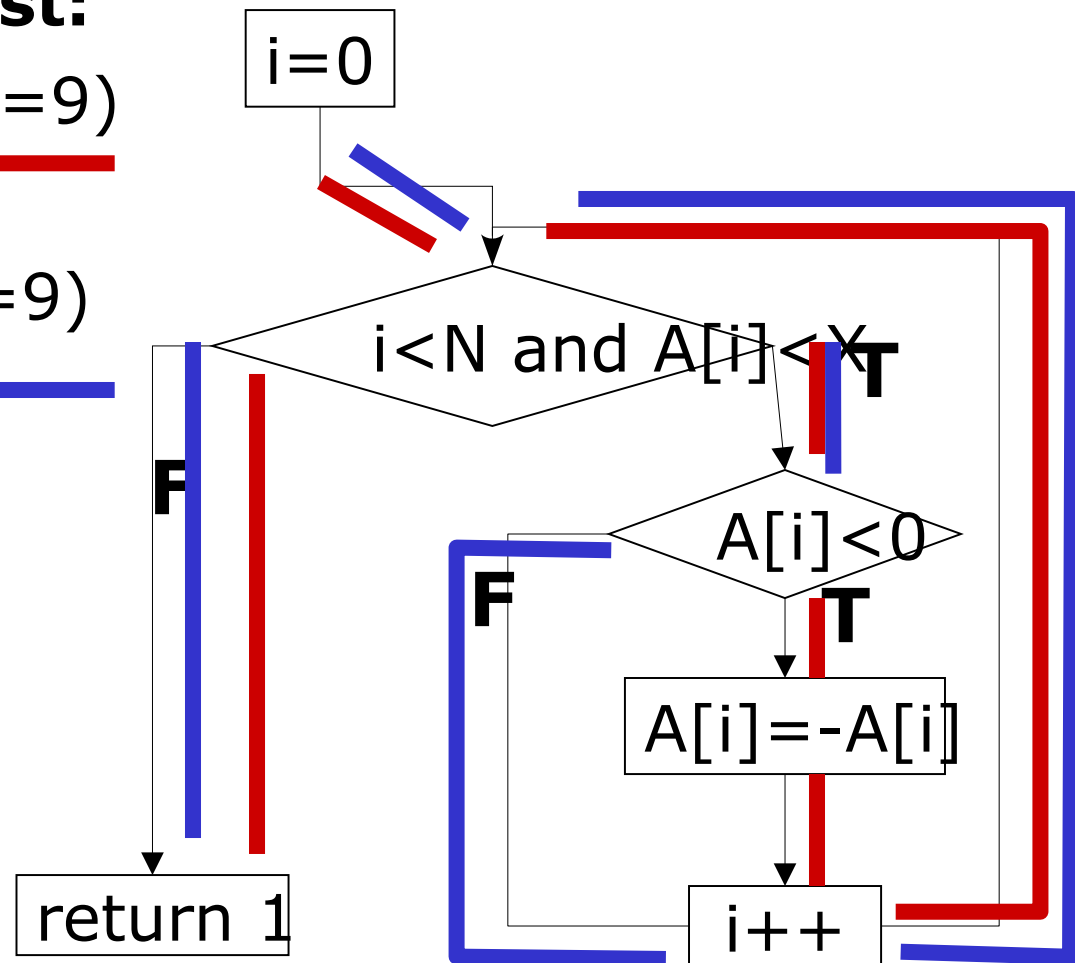 st:
i=0
=9)
=9)
i<N and A[i]<X
T
F
A[i]<0
F
T
A[i]=-A[i]
return 1
i++